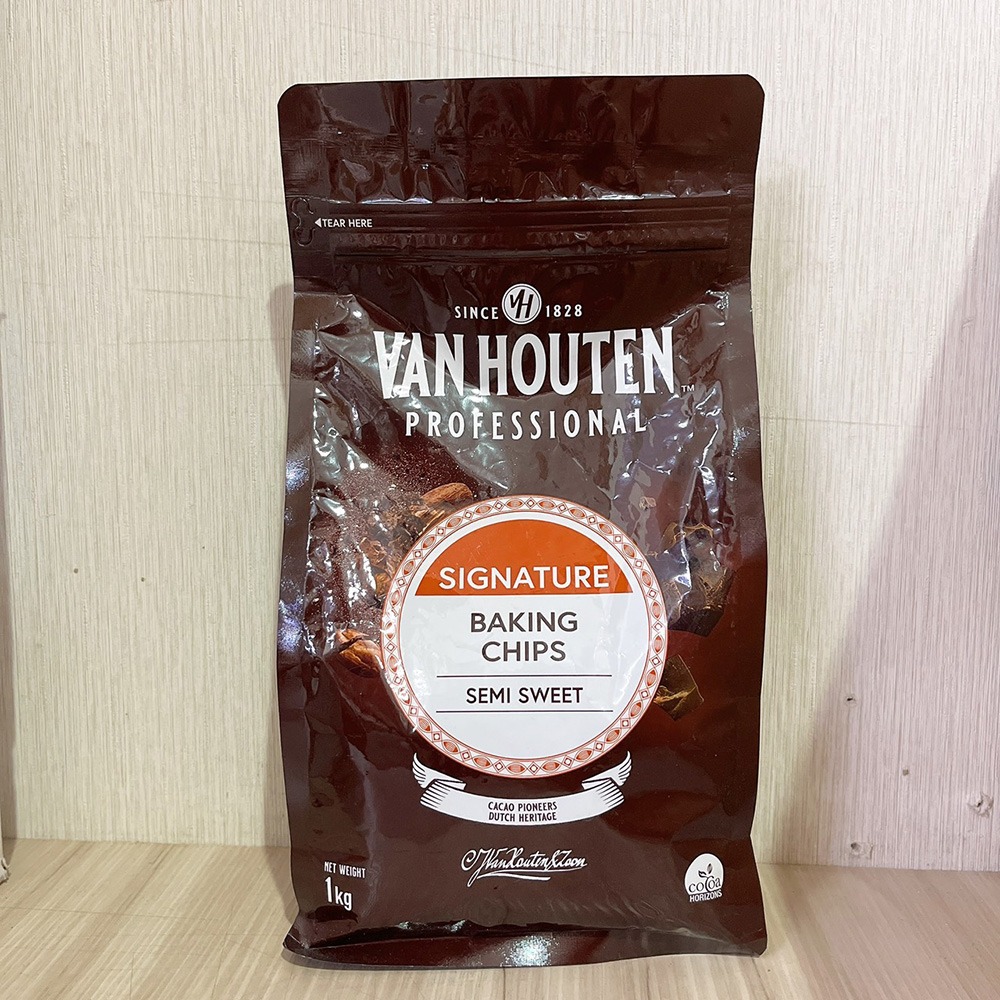 TEAR HERE
SINCE VH 1828
VAN HOUTEN™
PROFESSIONAL
SIGNATURE
BAKING
CHIPS
SEMI SWEET
CACAO PIONEERS
DUTCH HERITAGE
C.J.VanHouten&Zoon
NET WEIGHT
1kg
cocoa
HORIZONS